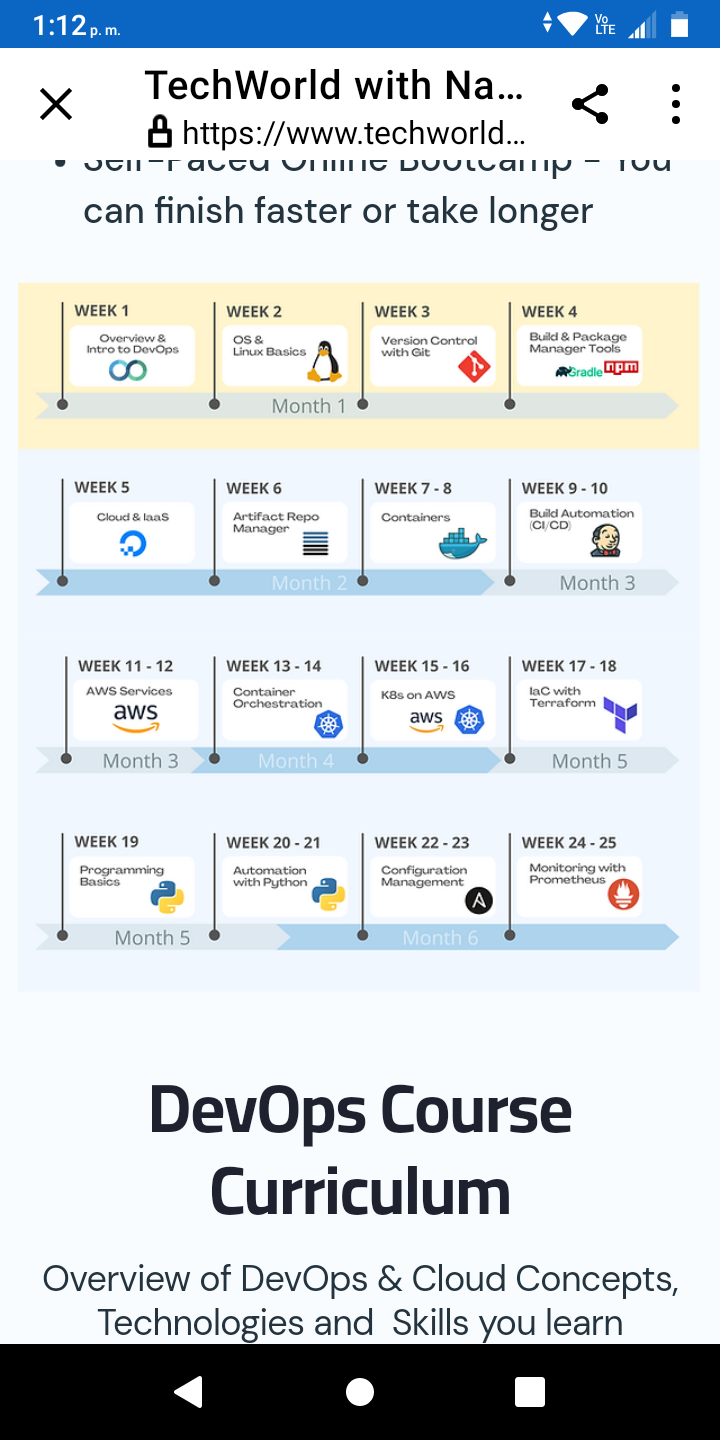 1:12 p. m.
Vo
LTE
TechWorld with Na...
https://www.techworld...
• Self-Paced Online Bootcamp - You
can finish faster or take longer
WEEK 1
Overview &
Intro to DevOps
WEEK 2
OS &
Linux Basics
WEEK 3
Version Control
with Git
WEEK 4
Build & Package
Manager Tools
Gradle npm
Month 1
WEEK 5
Cloud & IaaS
WEEK 6
Artifact Repo
Manager
WEEK 7 - 8
Containers
WEEK 9 - 10
Build Automation
(CI/CD)
Month 2
Month 3
WEEK 11 - 12
AWS Services
aws
WEEK 13 - 14
Container
Orchestration
WEEK 15 - 16
K8s on AWS
aws
WEEK 17 - 18
IaC with
Terraform
Month 3
Month 4
Month 5
WEEK 19
Programming
Basics
WEEK 20 - 21
Automation
with Python
WEEK 22 - 23
Configuration
Management
WEEK 24 - 25
Monitoring with
Prometheus
Month 5
Month 6
DevOps Course
Curriculum
Overview of DevOps & Cloud Concepts,
Technologies and Skills you learn